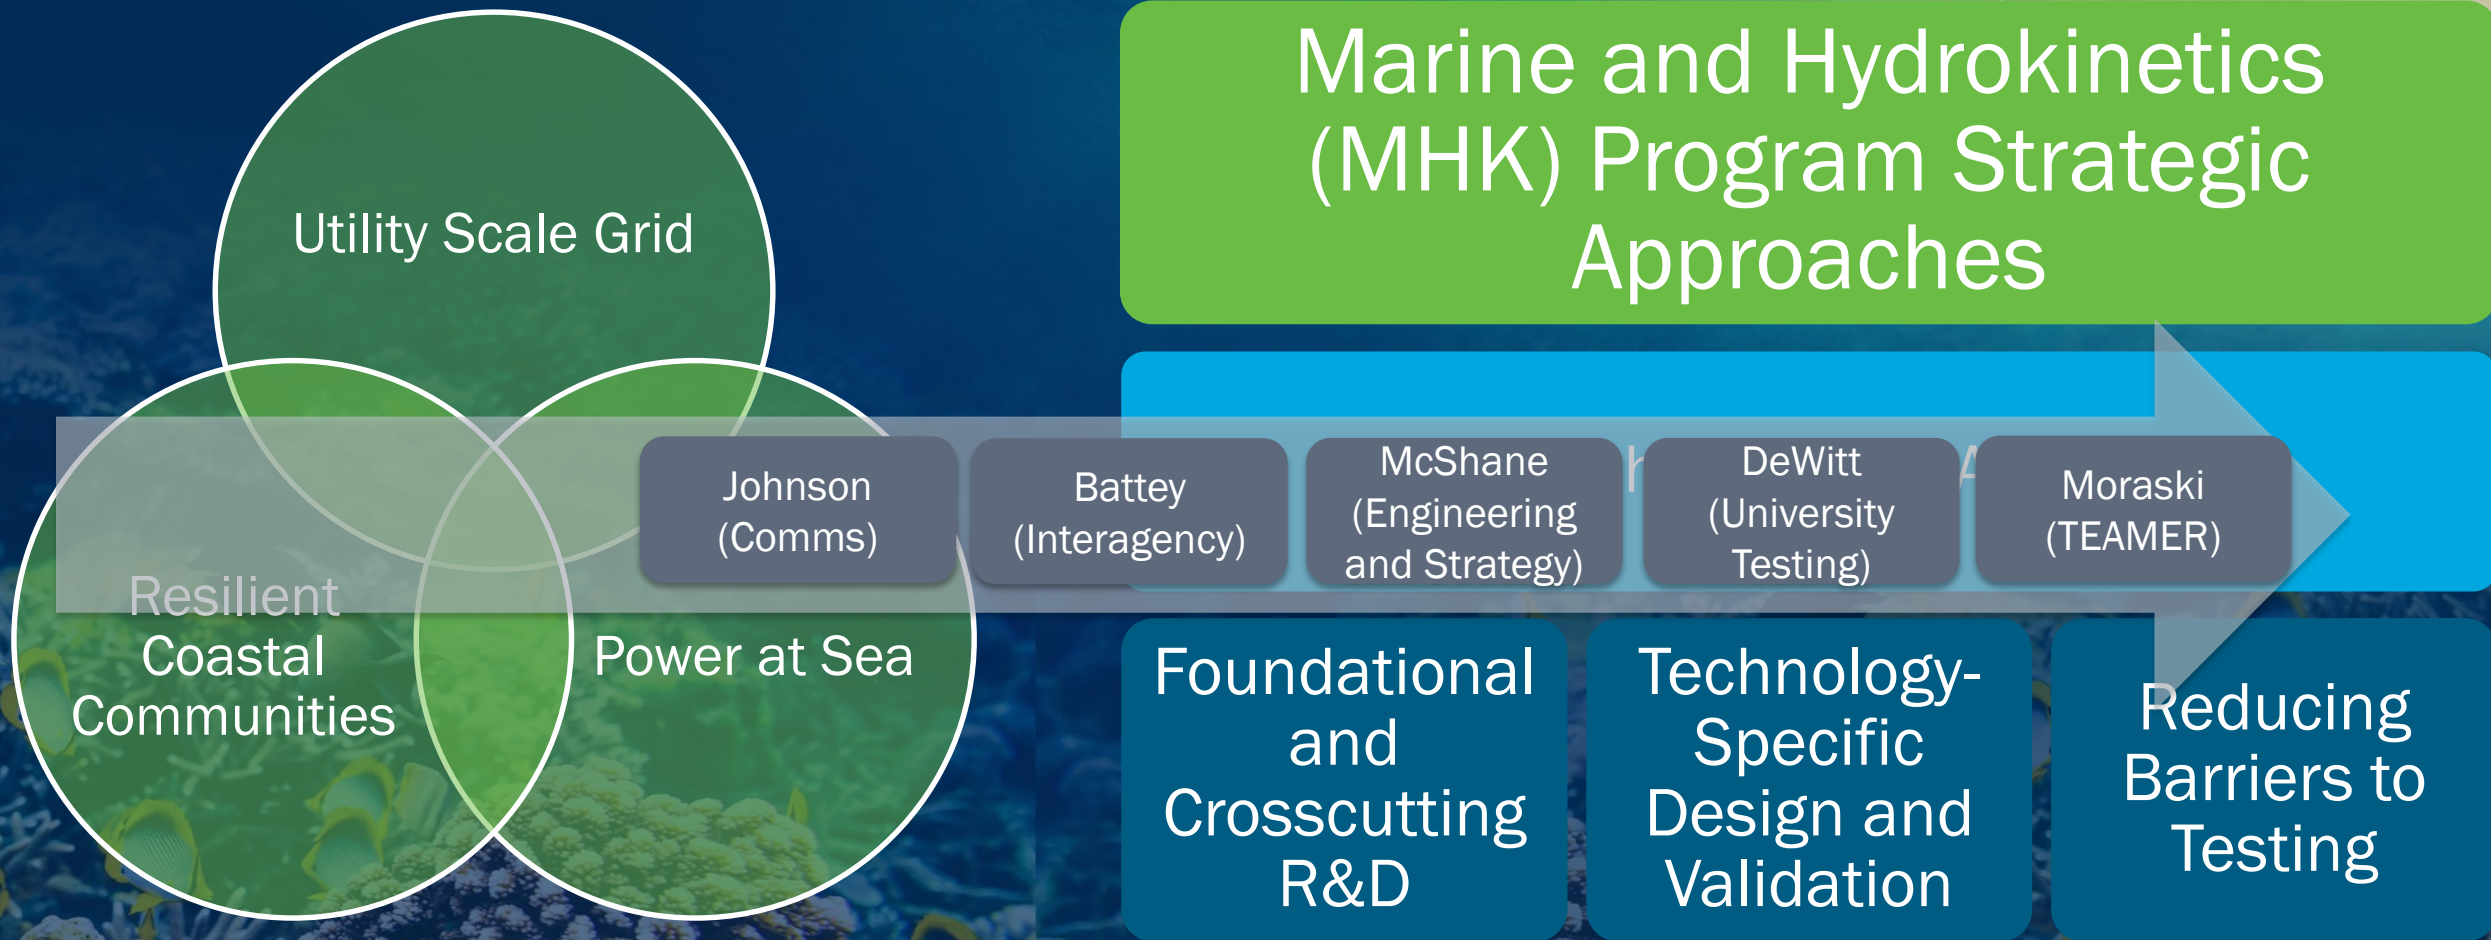 Utility Scale Grid
Resilient
Coastal
Communities
Power at Sea
Marine and Hydrokinetics
(MHK) Program Strategic
Approaches
Johnson
(Comms)
Battey
(Interagency)
McShane
(Engineering
and Strategy)
DeWitt
(University
Testing)
Moraski
(TEAMER)
Foundational
and
Crosscutting
R&D
Technology-
Specific
Design and
Validation
Reducing
Barriers to
Testing